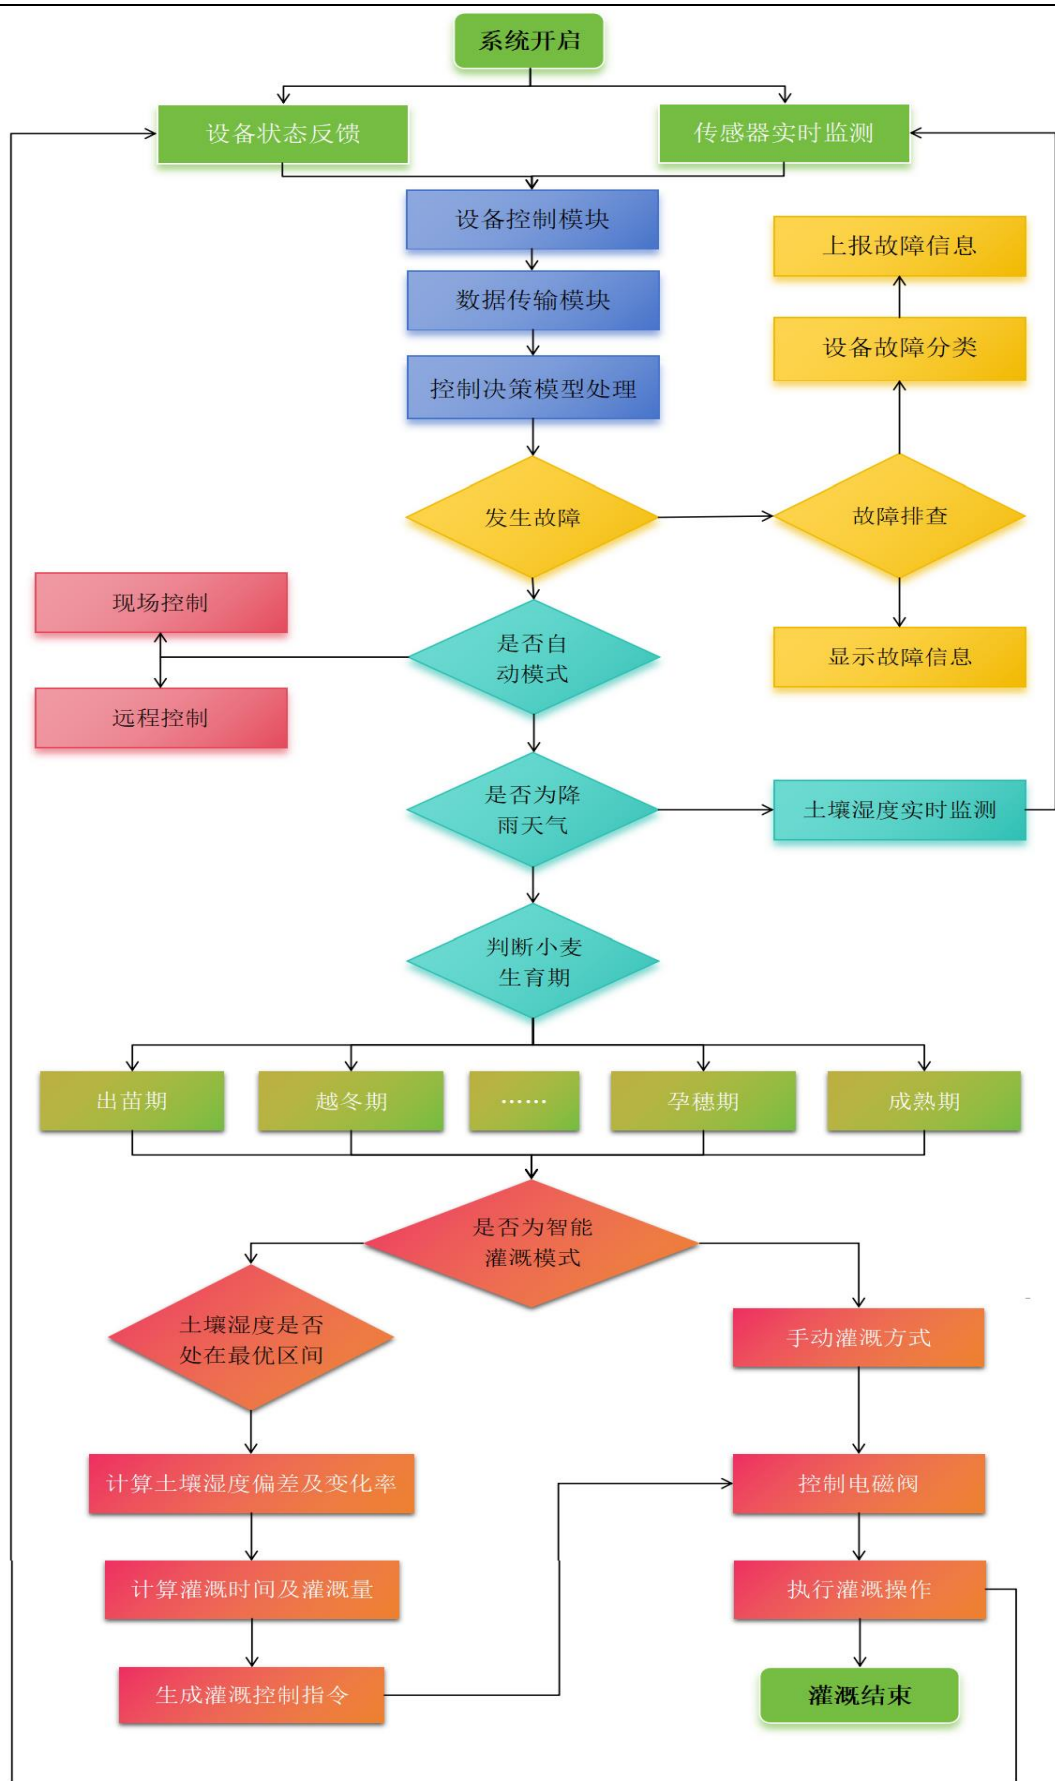 系统开启
设备状态反馈
传感器实时监测
设备控制模块
上报故障信息
数据传输模块
设备故障分类
控制决策模型处理
发生故障
故障排查
现场控制
是否自
动模式
显示故障信息
远程控制
是否为降
雨天气
土壤湿度实时监测
判断小麦
生育期
出苗期
越冬期
……
孕穗期
成熟期
是否为智能
灌溉模式
土壤湿度是否
处在最优区间
手动灌溉方式
计算土壤湿度偏差及变化率
控制电磁阀
计算灌溉时间及灌溉量
执行灌溉操作
生成灌溉控制指令
灌溉结束